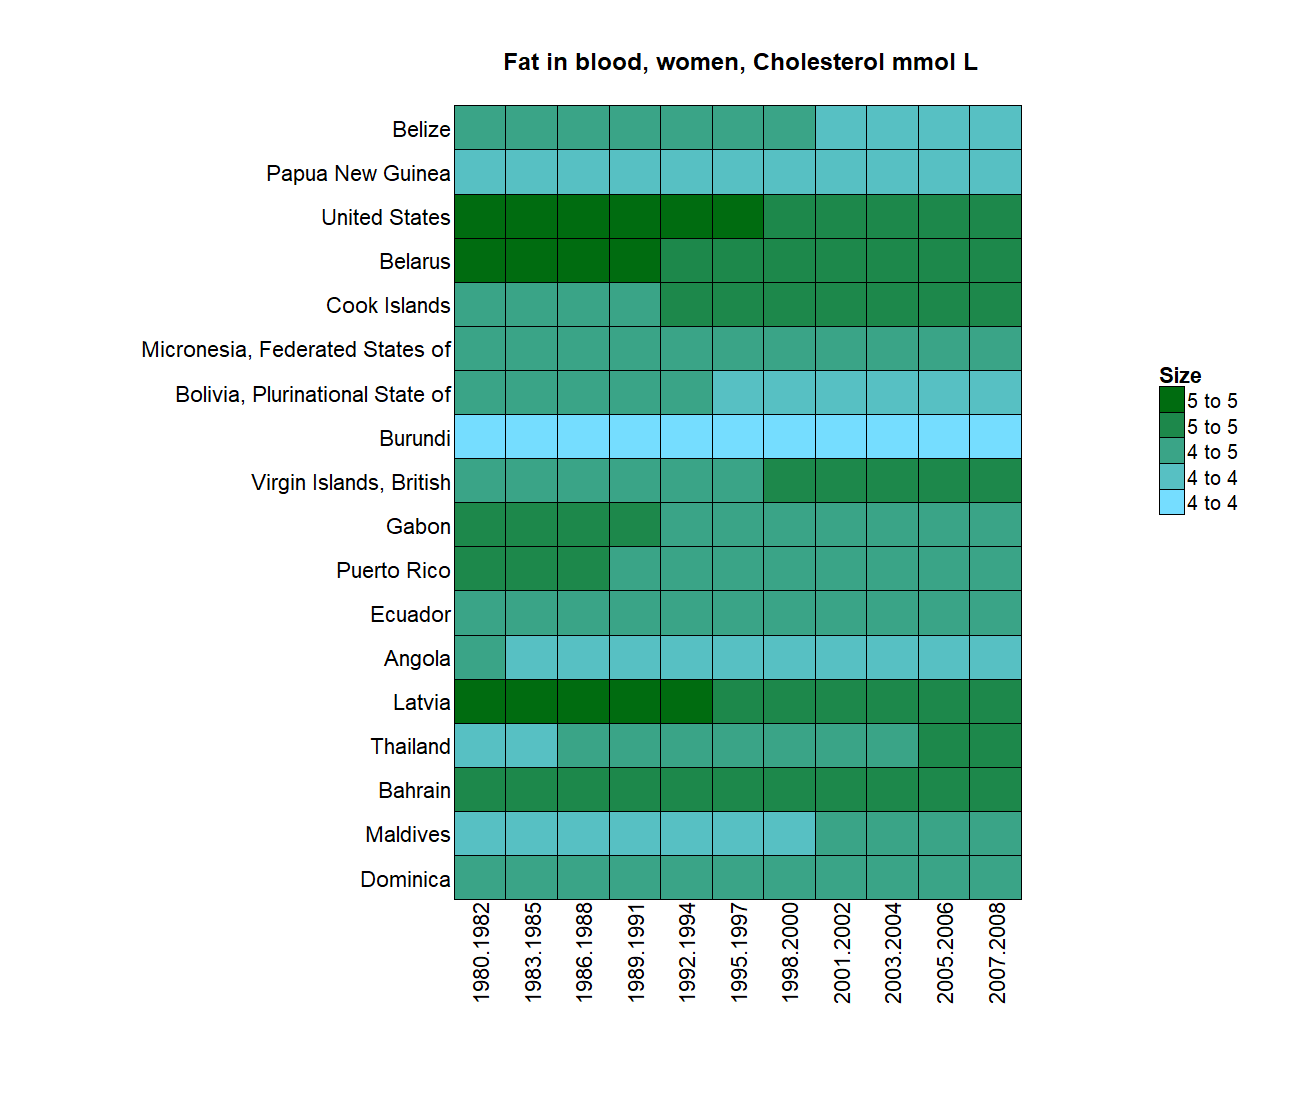 Fat in blood, women, Cholesterol mmol L
Belize
Papua New Guinea
United States
Belarus
Cook Islands
Micronesia, Federated States of
Bolivia, Plurinational State of
Burundi
Virgin Islands, British
Gabon
Puerto Rico
Ecuador
Angola
Latvia
Thailand
Bahrain
Maldives
Dominica
1980.1982
1983.1985
1986.1988
1989.1991
1992.1994
1995.1997
1998.2000
2001.2002
2003.2004
2005.2006
2007.2008
Size
5 to 5
5 to 5
4 to 5
4 to 4
4 to 4